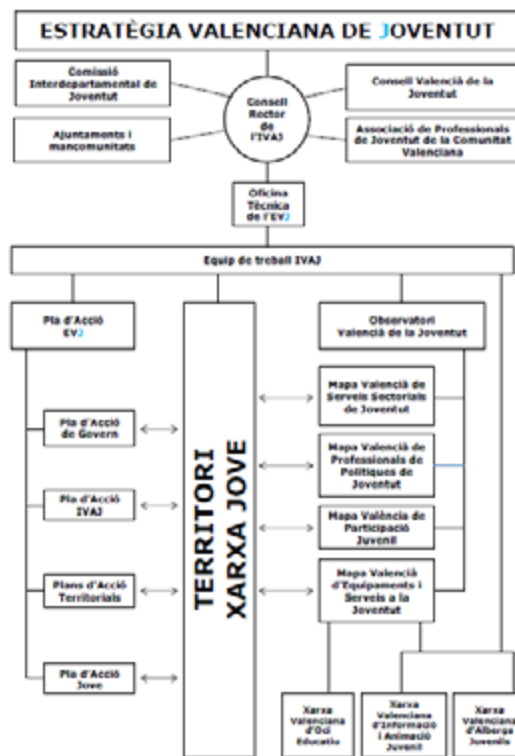 ESTRATÈGIA VALENCIANA DE JOVENTUT
Comissió
Interdepartamental de
Joventut
Consell Valencià de la
Joventut
Consell
Rector
de
l'IVAJ
Ajuntaments i
mancomunitats
Associació de Professionals
de Joventut de la Comunitat
Valenciana
Oficina
Tècnica
de l'EVJ
Equip de treball IVAJ
Pla d'Acció
EVJ
Observatori
Valencià de la Joventut
TERRITORI
XARXA JOVE
Pla d'Acció
de Govern
Pla d'Acció
IVAJ
Plans d'Acció
Territorials
Pla d'Acció
Jove
Mapa Valencià de
Serveis Sectorials
de Joventut
Mapa Valencià de
Professionals de
Polítiques de
Joventut
Mapa València de
Participació
Juvenil
Mapa Valencià
d'Equipaments i
Serveis a la
Joventut
Xarxa
Valenciana
d'Oci
Educatiu
Xarxa
Valenciana
d'Informació
i Animació
Juvenil
Xarxa
Valenciana
d'Albergs
Juvenils